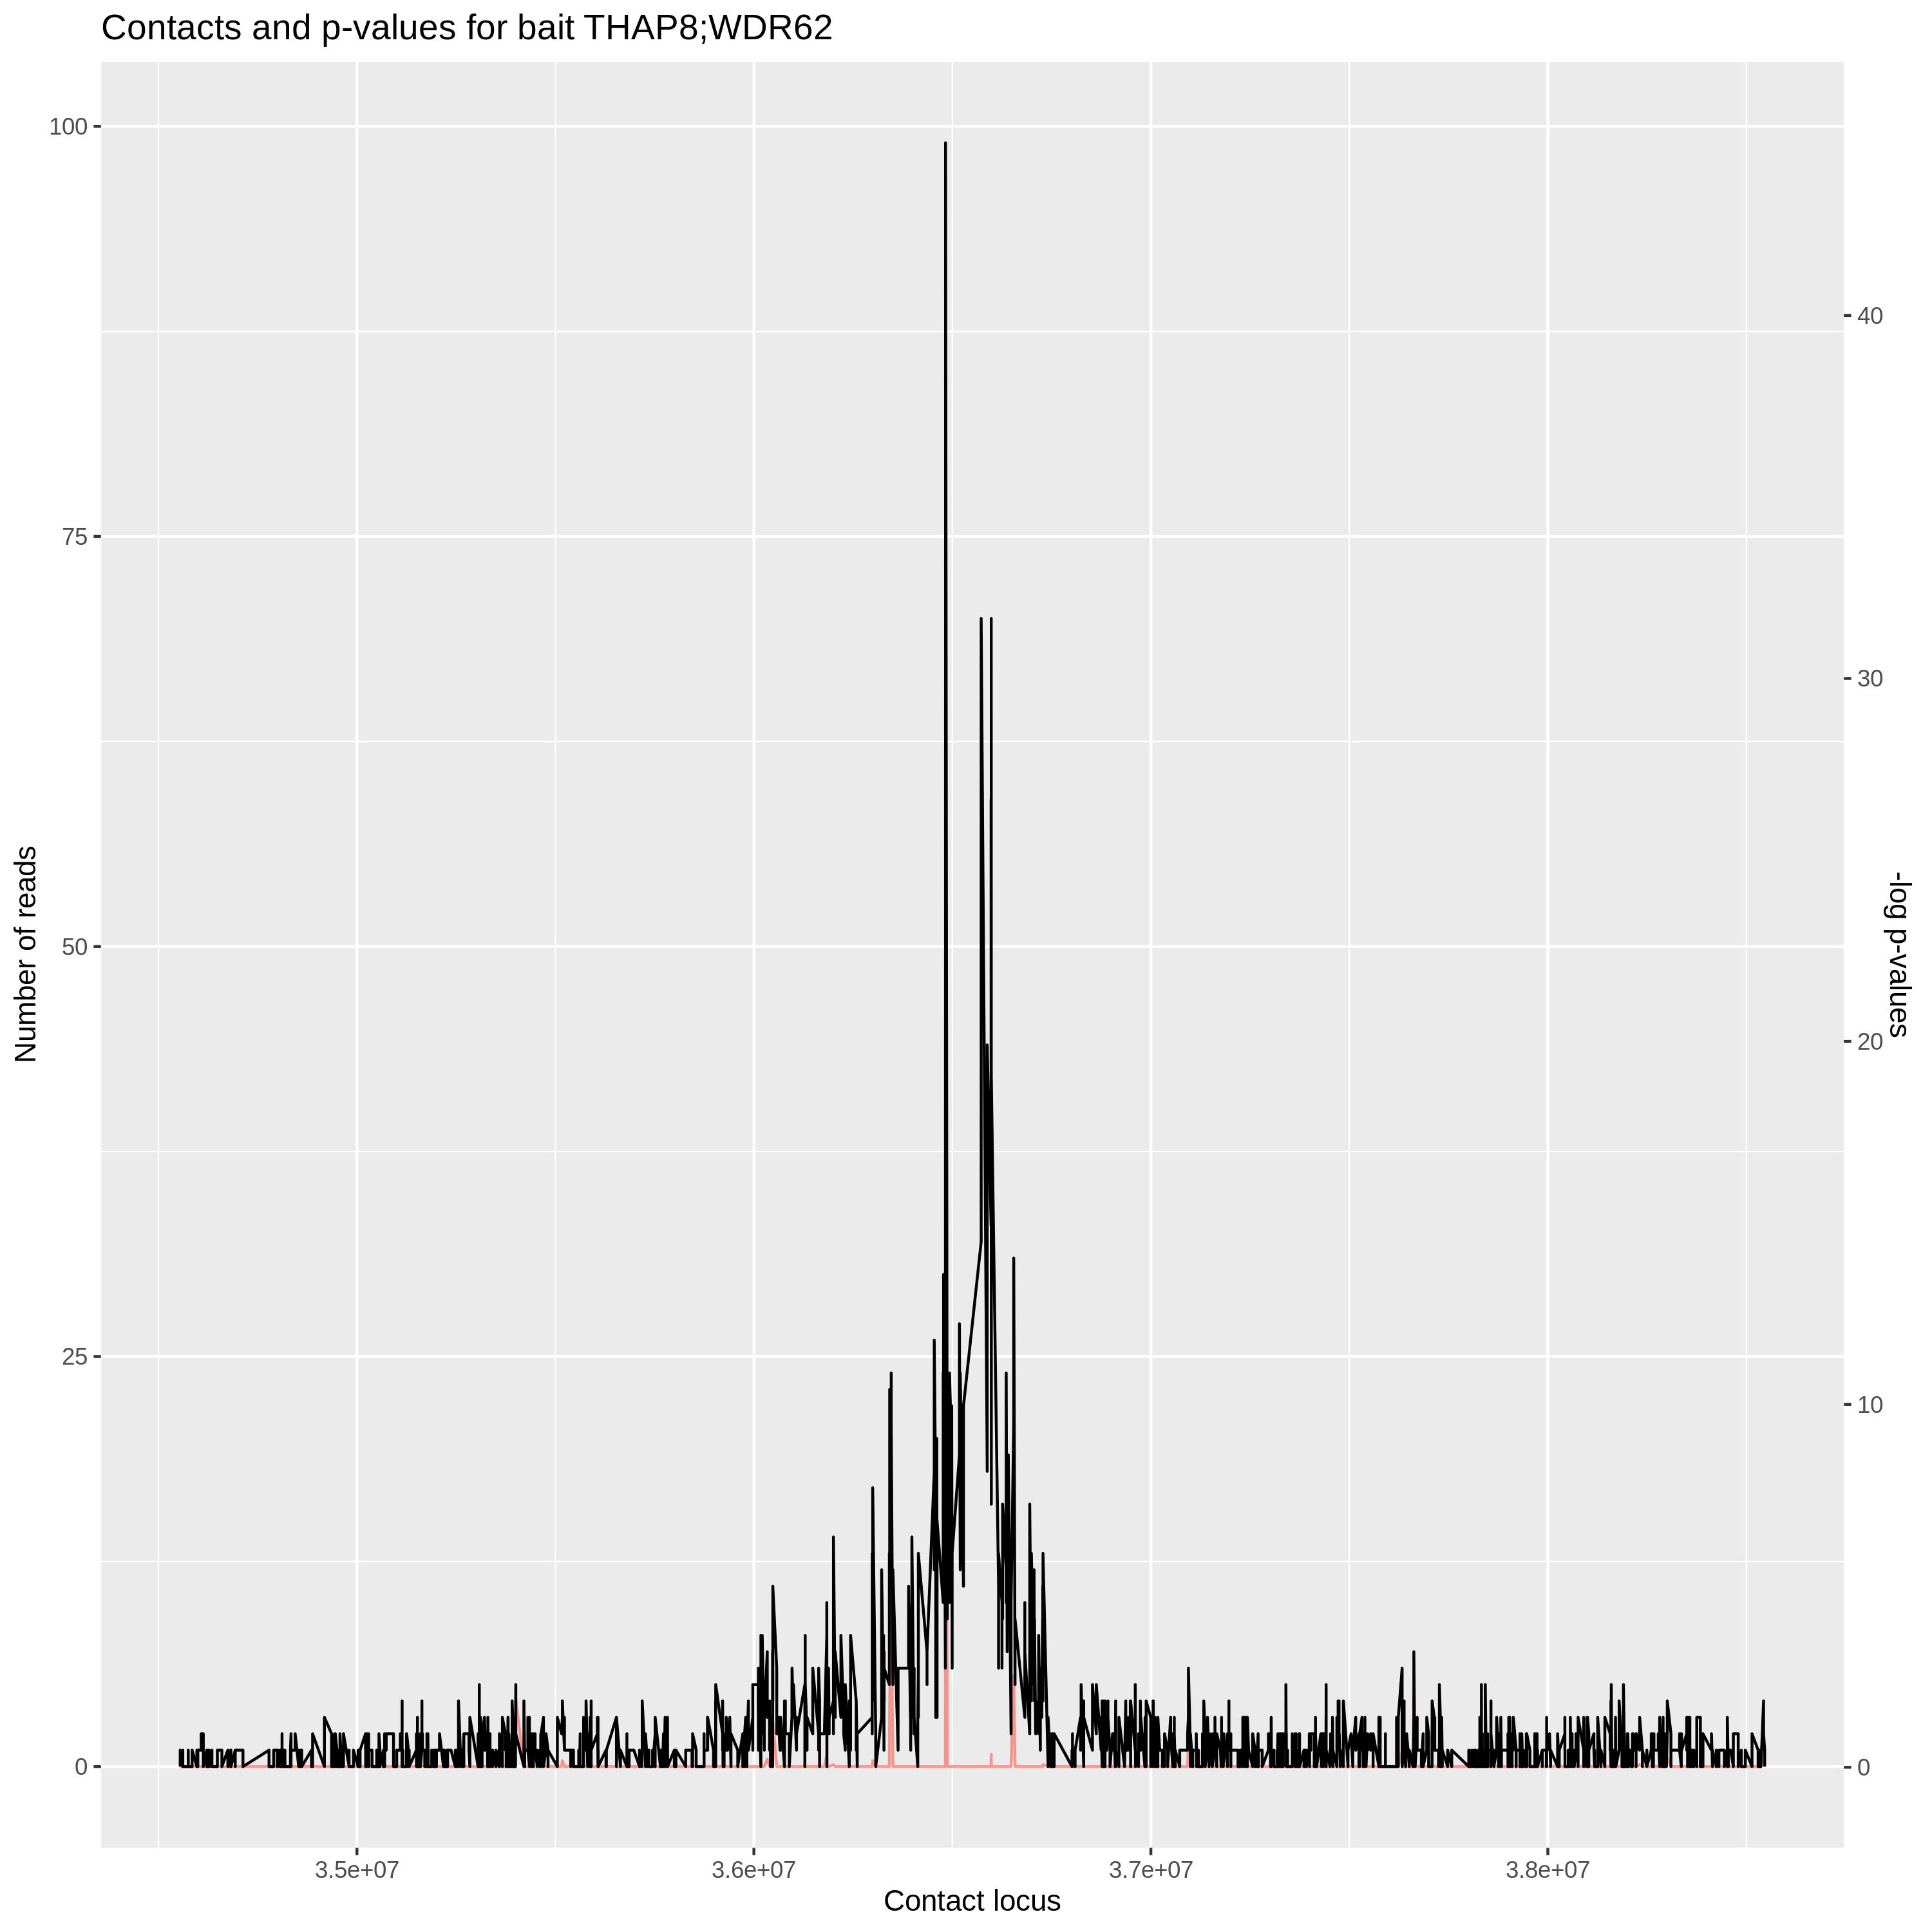 Contacts and p-values for bait THAP8;WDR62
100
75
50
25
0
Number of reads
40
30
20
10
0
-log p-values
3.5e+07
3.6e+07
3.7e+07
3.8e+07
Contact locus